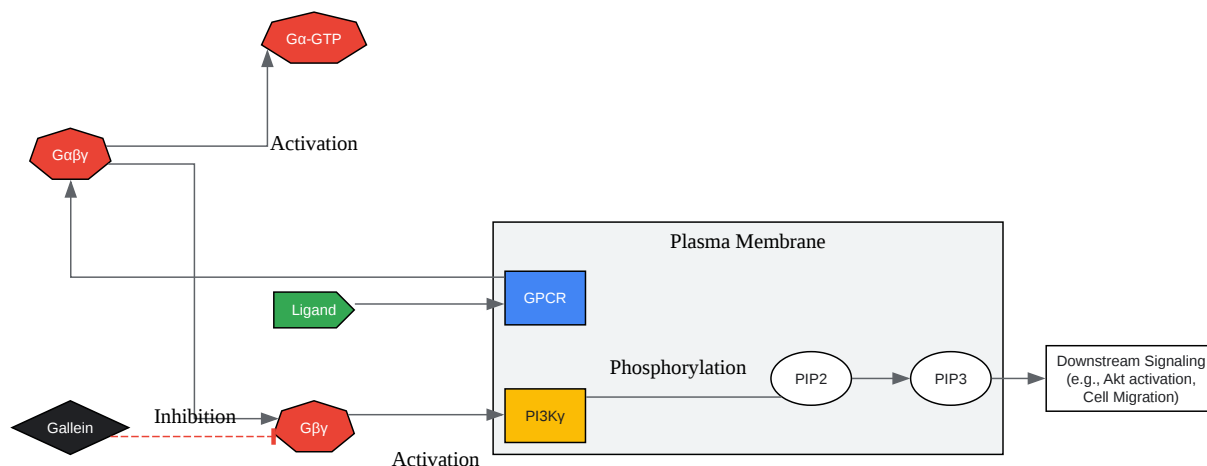 Gα-GTP
Activation
Gαβγ
Plasma Membrane
GPCR
Ligand
Phosphorylation
PIP2
PIP3
Downstream Signaling
(e.g., Akt activation,
Cell Migration)
PI3Kγ
Inhibition
Gallein
Gβγ
Activation